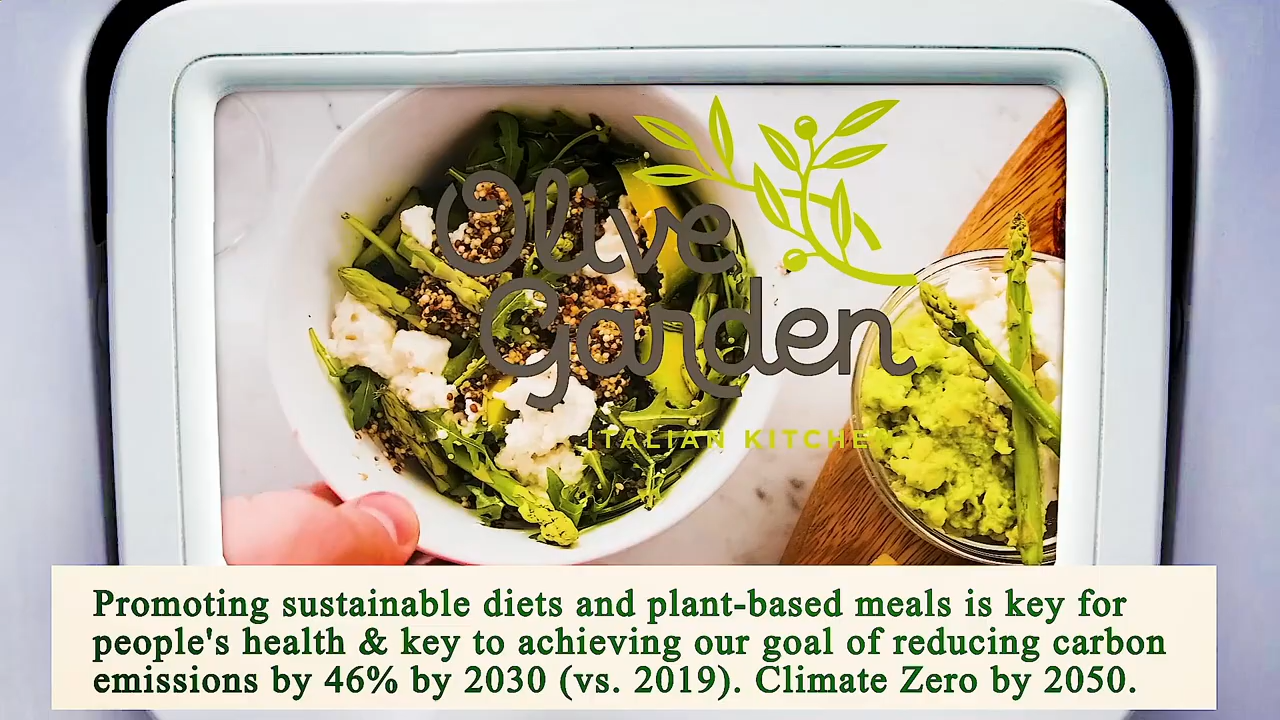 Olive
Garden
ITALIAN KITCHEN
Promoting sustainable diets and plant-based meals is key for
people's health & key to achieving our goal of reducing carbon
emissions by 46% by 2030 (vs. 2019). Climate Zero by 2050.